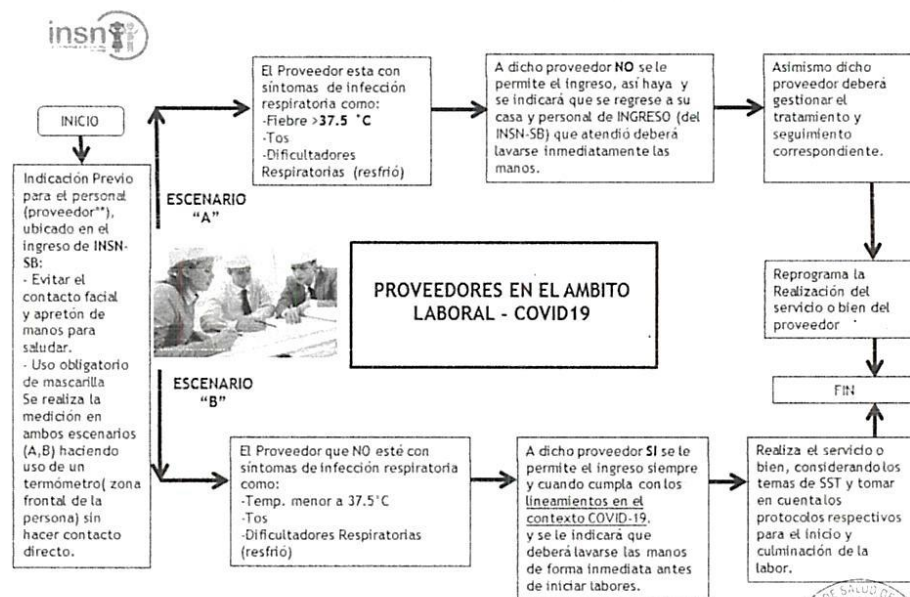 insn
INICIO
Indicación Previo
para el personal
(proveedor**),
ubicado en el
ingreso de INSN-
SB:
- Evitar el
contacto facial
y apretón de
manos para
saludar.
- Uso obligatorio
de mascarilla
Se realiza la
medición en
ambos escenarios
(A,B) haciendo
uso de un
termómetro( zona
frontal de la
persona) sin
hacer contacto
directo.
ESCENARIO
"A"
El Proveedor esta con
síntomas de infección
respiratoria como:
-Fiebre >37.5 °C
-Tos
-Dificultadores
Respiratorias (resfrió)
A dicho proveedor NO se le
permite el ingreso, así haya y
se indicará que se regrese a su
casa y personal de INGRESO (del
INSN-SB) que atendió deberá
lavarse inmediatamente las
manos.
Asimismo dicho
proveedor deberá
gestionar el
tratamiento y
seguimiento
correspondiente.
Reprograma la
Realización del
servicio o bien del
proveedor
PROVEEDORES EN EL AMBITO
LABORAL - COVID19
FIN
ESCENARIO
"B"
El Proveedor que NO esté con
síntomas de infección respiratoria
como:
-Temp. menor a 37.5°C
-Tos
-Dificultadores Respiratorias
(resfrió)
A dicho proveedor SI se le
permite el ingreso siempre
y cuando cumpla con los
lineamientos en el
contexto COVID-19.
y se le indicará que
deberá lavarse las manos
de forma inmediata antes
de iniciar labores.
Realiza el servicio o
bien, considerando los
temas de SST y tomar
en cuenta los
protocolos respectivos
para el inicio y
culminación de la
labor.
DE SALUD DE